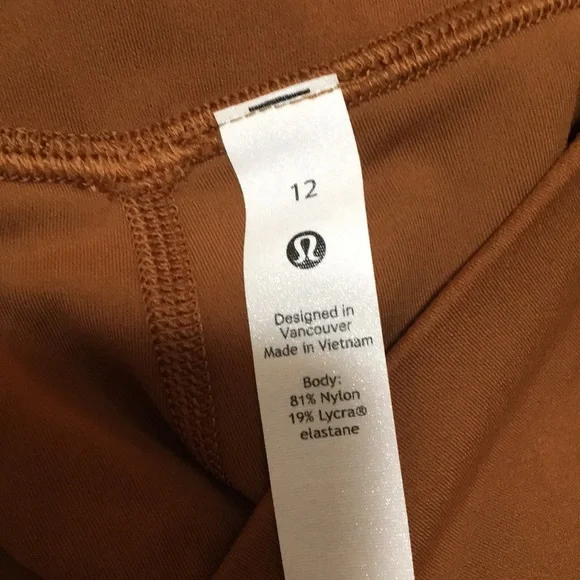 12
Designed in
Vancouver
Made in Vietnam
Body:
81% Nylon
19% Lycra®
elastane